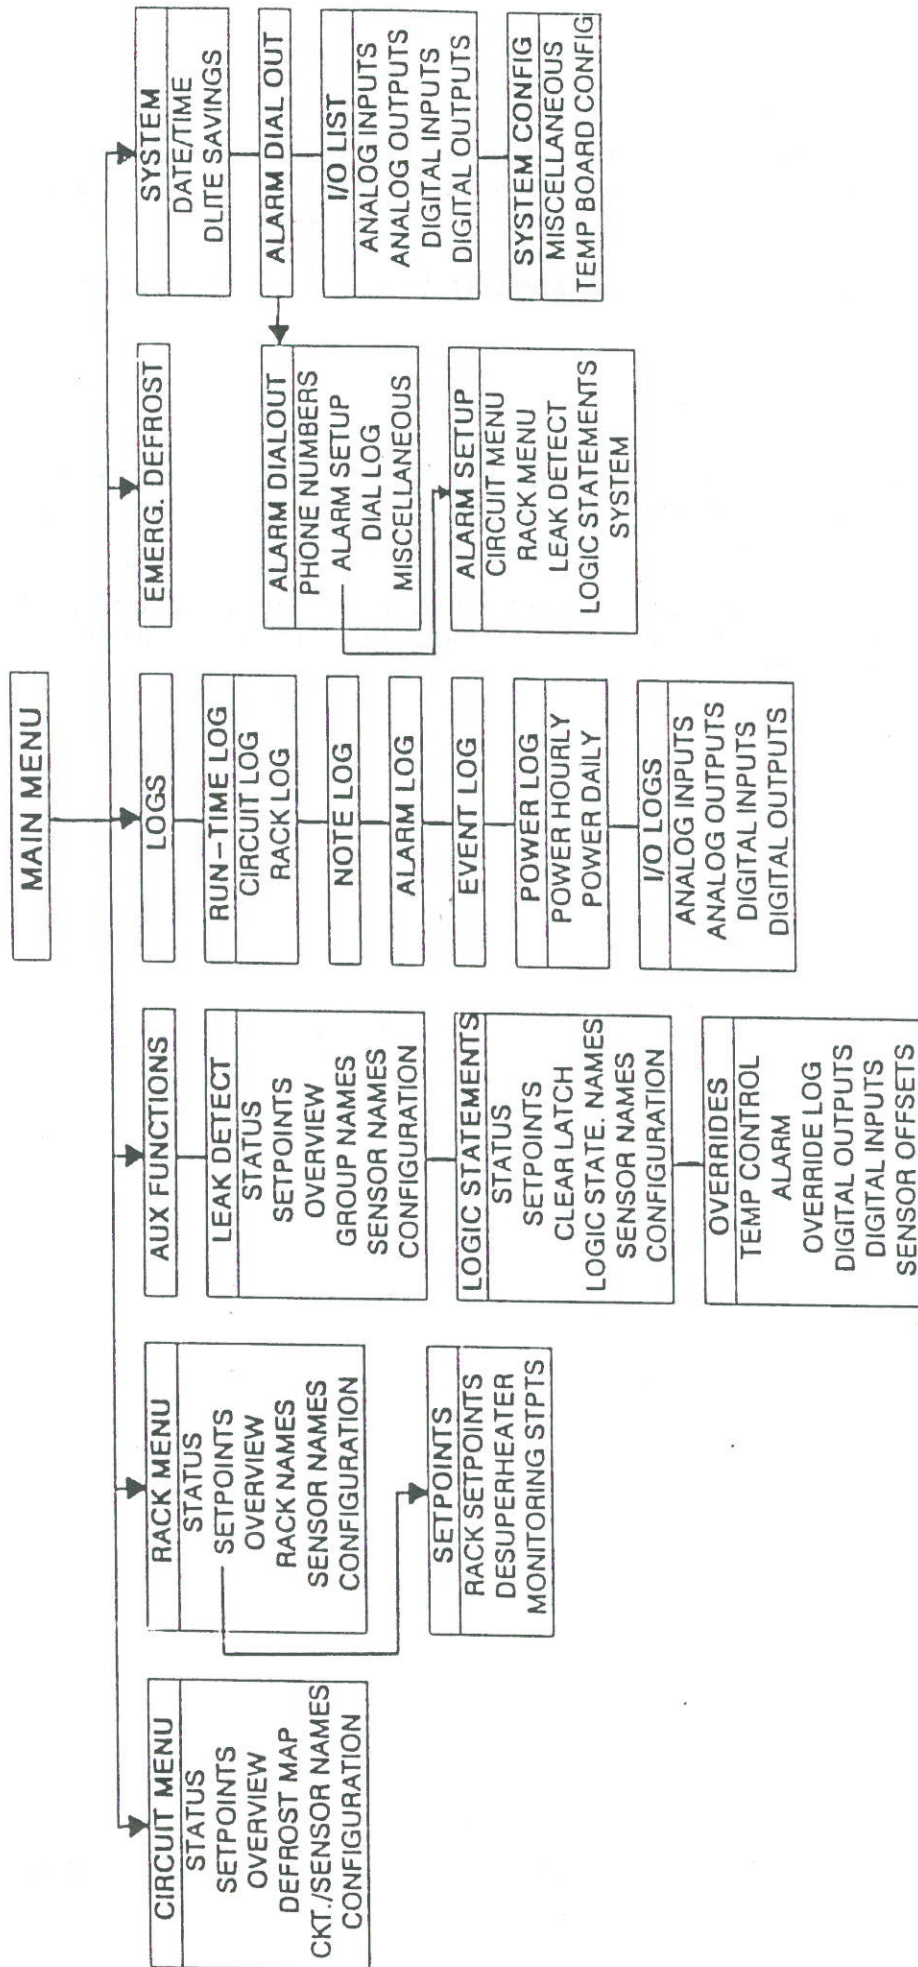 MAIN MENU
CIRCUIT MENU
STATUS
SETPOINTS
OVERVIEW
DEFROST MAP
CKT./SENSOR NAMES
CONFIGURATION
RACK MENU
STATUS
SETPOINTS
OVERVIEW
RACK NAMES
SENSOR NAMES
CONFIGURATION
SETPOINTS
RACK SETPOINTS
DESUPERHEATER
MONITORING STPTS
AUX FUNCTIONS
LEAK DETECT
STATUS
SETPOINTS
OVERVIEW
GROUP NAMES
SENSOR NAMES
CONFIGURATION
LOGIC STATEMENTS
STATUS
SETPOINTS
CLEAR LATCH
LOGIC STATE. NAMES
SENSOR NAMES
CONFIGURATION
OVERRIDES
TEMP CONTROL
ALARM
OVERRIDE LOG
DIGITAL OUTPUTS
DIGITAL INPUTS
SENSOR OFFSETS
LOGS
RUN-TIME LOG
CIRCUIT LOG
RACK LOG
NOTE LOG
ALARM LOG
EVENT LOG
POWER LOG
POWER HOURLY
POWER DAILY
I/O LOGS
ANALOG INPUTS
ANALOG OUTPUTS
DIGITAL INPUTS
DIGITAL OUTPUTS
EMERG. DEFROST
ALARM DIALOUT
PHONE NUMBERS
ALARM SETUP
DIAL LOG
MISCELLANEOUS
ALARM SETUP
CIRCUIT MENU
RACK MENU
LEAK DETECT
LOGIC STATEMENTS
SYSTEM
SYSTEM
DATE/TIME
DLITE SAVINGS
ALARM DIAL OUT
I/O LIST
ANALOG INPUTS
ANALOG OUTPUTS
DIGITAL INPUTS
DIGITAL OUTPUTS
SYSTEM CONFIG
MISCELLANEOUS
TEMP BOARD CONFIG